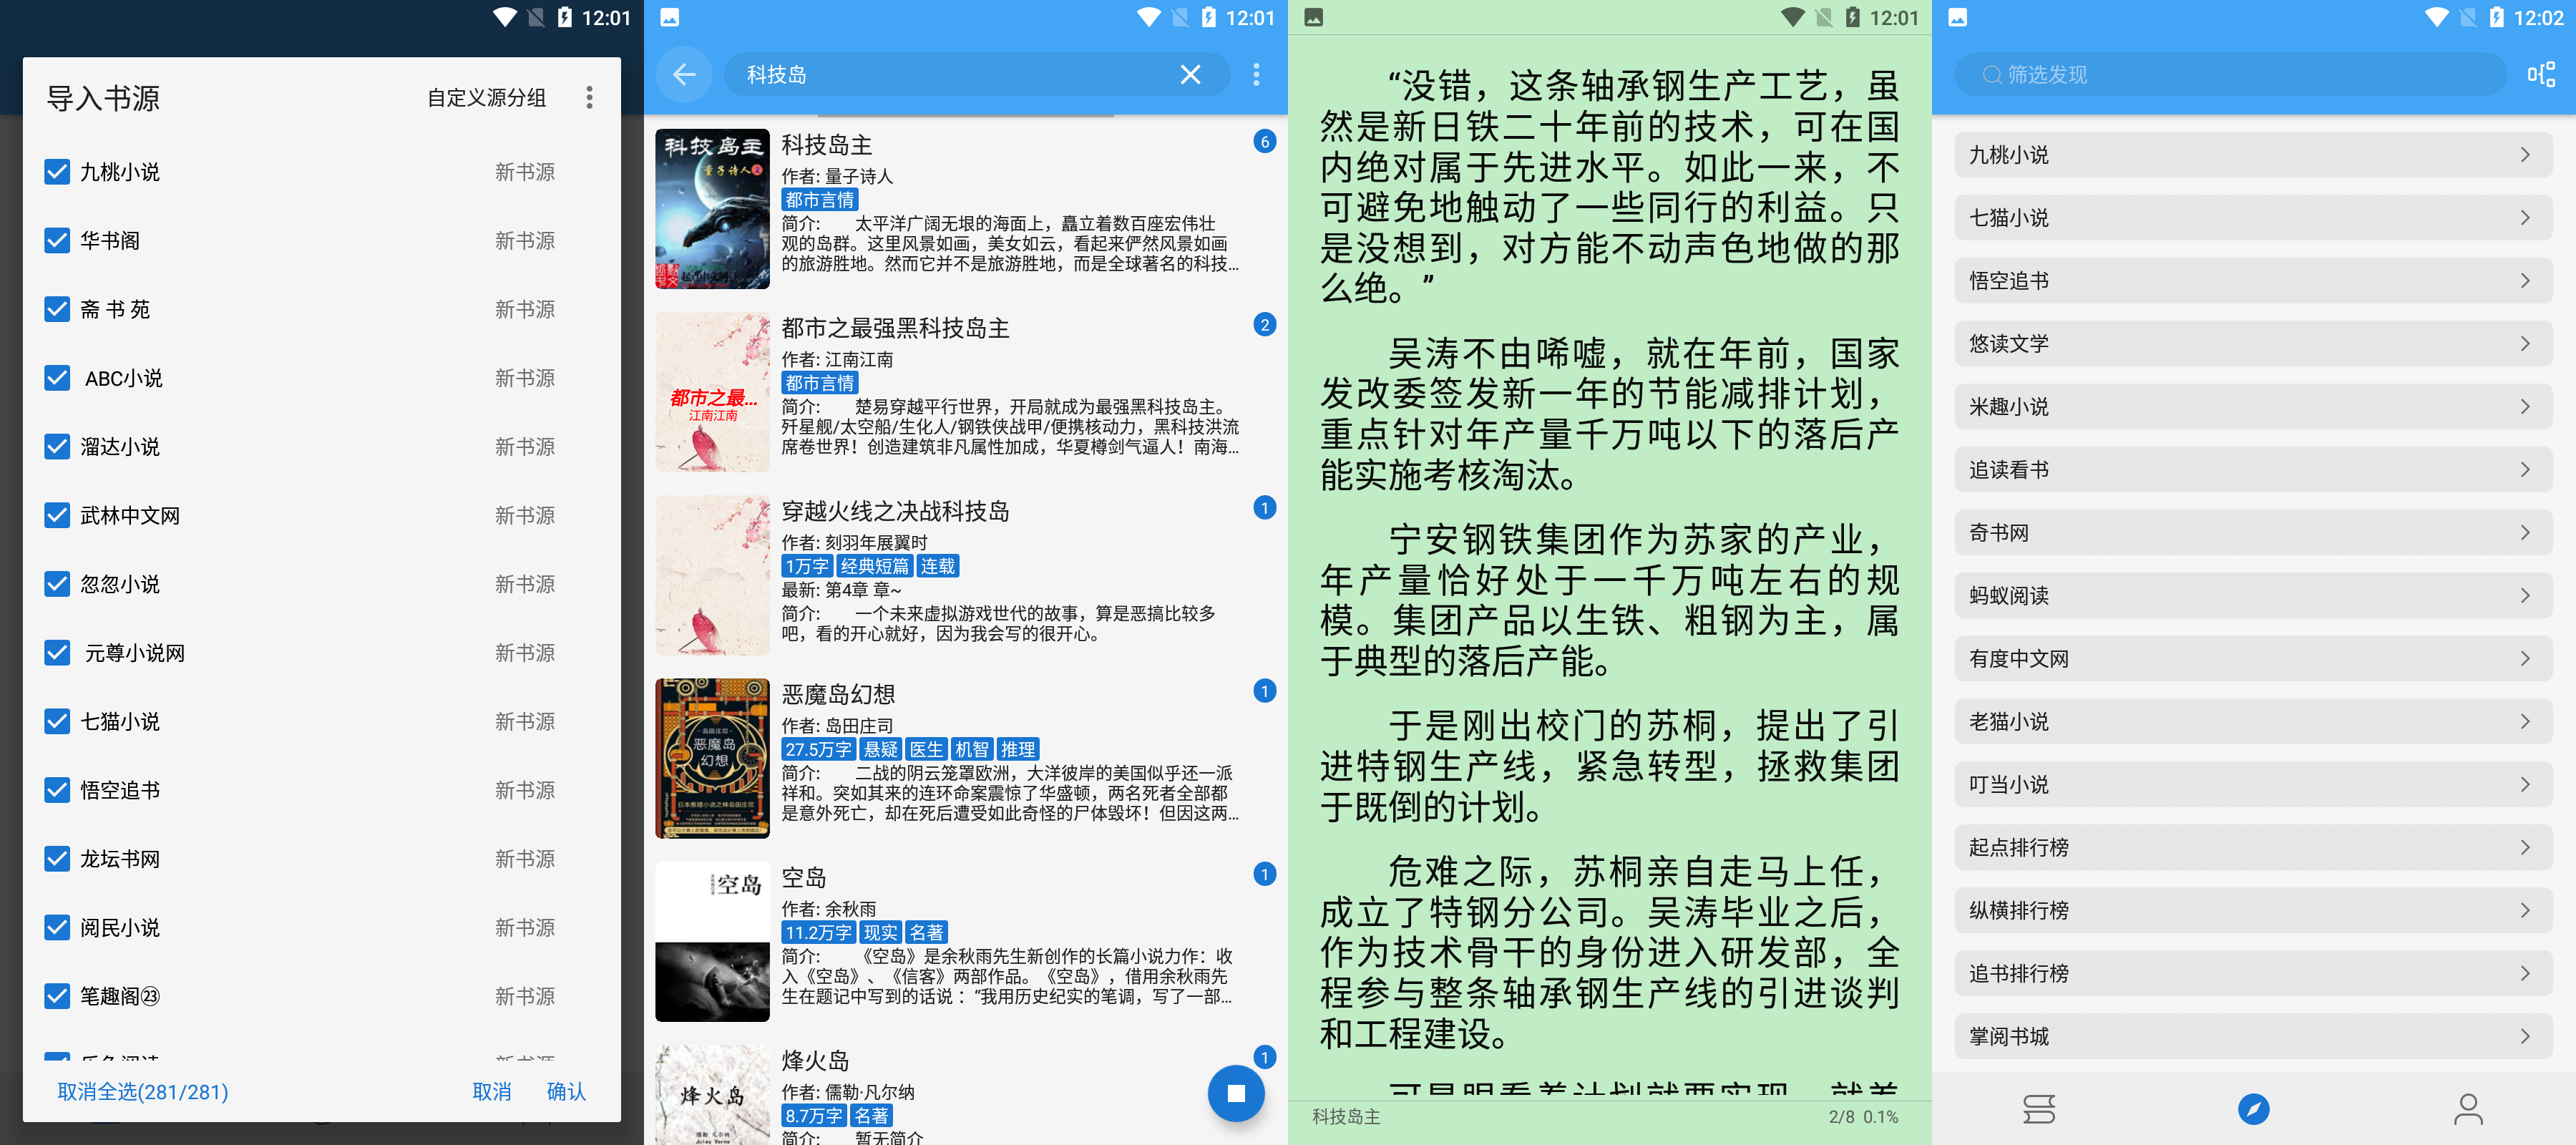 12:01
导入书源
自定义源分组
九桃小说 新书源
华书阁 新书源
斋 书 苑 新书源
ABC小说 新书源
溜达小说 新书源
武林中文网 新书源
忽忽小说 新书源
元尊小说网 新书源
七猫小说 新书源
悟空追书 新书源
龙坛书网 新书源
阅民小说 新书源
笔趣阁㉓ 新书源
取消全选(281/281) 取消 确认
12:01
科技岛
科技岛主
量子诗人
科技岛主 6
作者: 量子诗人
都市言情
简介: 太平洋广阔无垠的海面上，矗立着数百座宏伟壮
观的岛群。这里风景如画，美女如云，看起来俨然风景如画
的旅游胜地。然而它并不是旅游胜地，而是全球著名的科技...
都市之最...
江南江南
都市之最强黑科技岛主 2
作者: 江南江南
都市言情
简介: 楚易穿越平行世界，开局就成为最强黑科技岛主。
歼星舰/太空船/生化人/钢铁侠战甲/便携核动力，黑科技洪流
席卷世界！创造建筑非凡属性加成，华夏樽剑气逼人！南海...
穿越火线之决战科技岛 1
作者: 刻羽年展翼时
1万字 经典短篇 连载
最新: 第4章 章~
简介: 一个未来虚拟游戏世代的故事，算是恶搞比较多
吧，看的开心就好，因为我会写的很开心。
恶魔岛
幻想
恶魔岛幻想 1
作者: 岛田庄司
27.5万字 悬疑 医生 机智 推理
简介: 二战的阴云笼罩欧洲，大洋彼岸的美国似乎还一派
祥和。突如其来的连环命案震惊了华盛顿，两名死者全部都
是意外死亡，却在死后遭受如此奇怪的尸体毁坏！但因这两...
空岛
空岛 1
作者: 余秋雨
11.2万字 现实 名著
简介: 《空岛》是余秋雨先生新创作的长篇小说力作：收
入《空岛》、《信客》两部作品。《空岛》，借用余秋雨先
生在题记中写到的话说 ：“我用历史纪实的笔调，写了一部...
烽火岛
烽火岛 1
作者: 儒勒·凡尔纳
8.7万字 名著
简介: 暂无简介
12:01
“没错，这条轴承钢生产工艺，虽
然是新日铁二十年前的技术，可在国
内绝对属于先进水平。如此一来，不
可避免地触动了一些同行的利益。只
是没想到，对方能不动声色地做的那
么绝。”
吴涛不由唏嘘，就在年前，国家
发改委签发新一年的节能减排计划，
重点针对年产量千万吨以下的落后产
能实施考核淘汰。
宁安钢铁集团作为苏家的产业，
年产量恰好处于一千万吨左右的规
模。集团产品以生铁、粗钢为主，属
于典型的落后产能。
于是刚出校门的苏桐，提出了引
进特钢生产线，紧急转型，拯救集团
于既倒的计划。
危难之际，苏桐亲自走马上任，
成立了特钢分公司。吴涛毕业之后，
作为技术骨干的身份进入研发部，全
程参与整条轴承钢生产线的引进谈判
和工程建设。
科技岛主 2/8 0.1%
12:02
筛选发现
九桃小说
七猫小说
悟空追书
悠读文学
米趣小说
追读看书
奇书网
蚂蚁阅读
有度中文网
老猫小说
叮当小说
起点排行榜
纵横排行榜
追书排行榜
掌阅书城